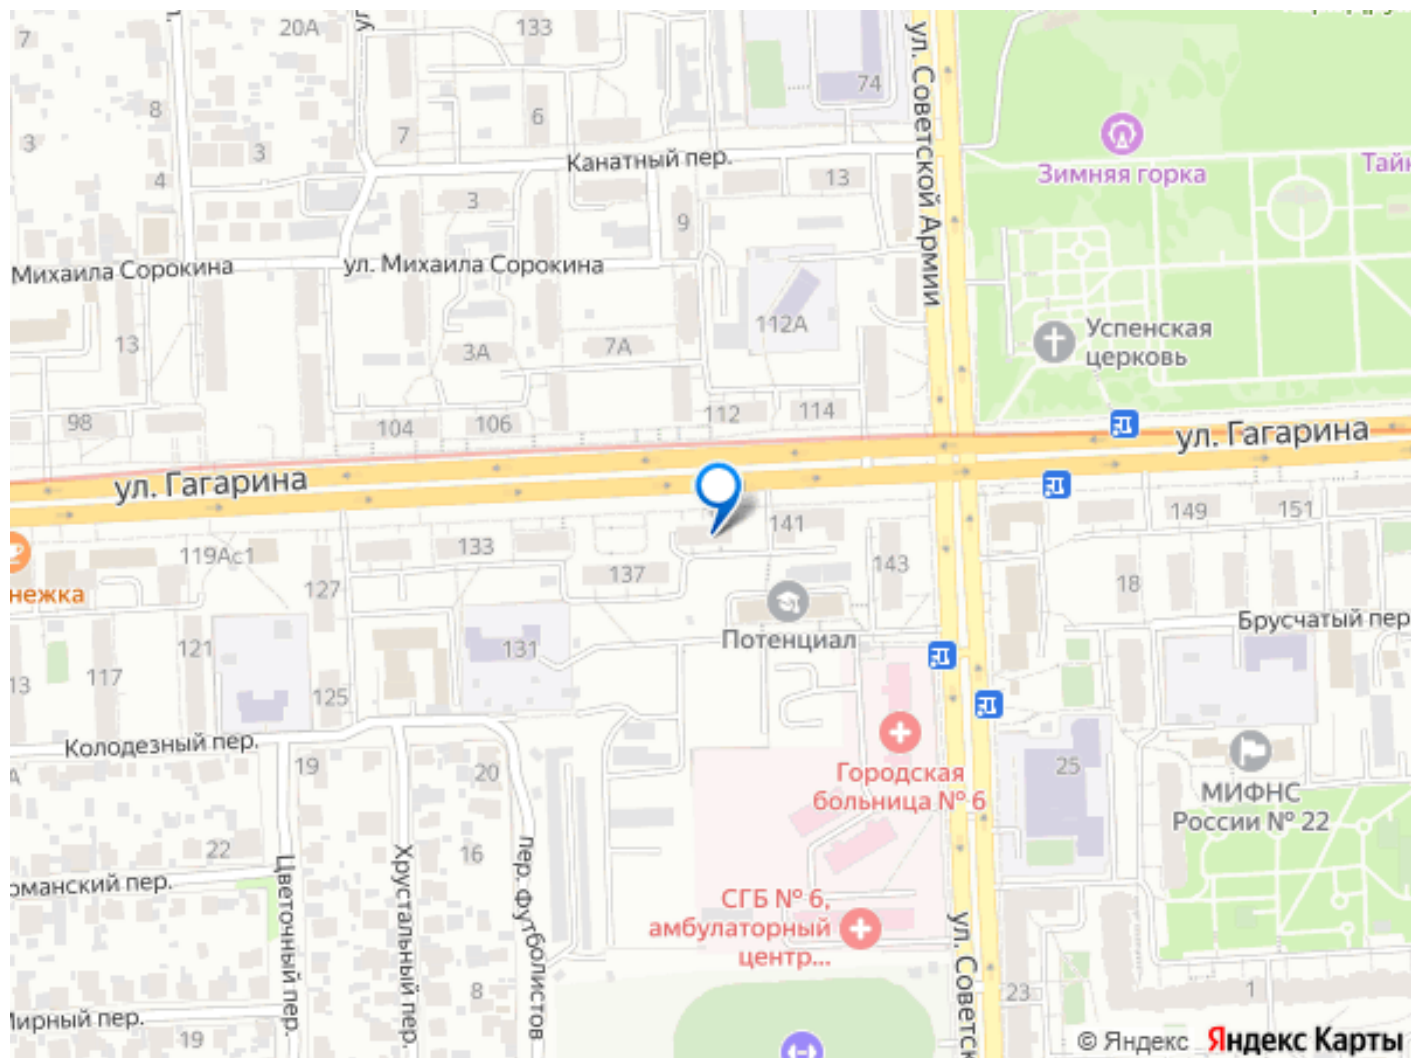 20А
133
7
74
8
6
7
3
3
Канатный пер.
4
13
3
9
ул. Советской Армии
Зимняя горка
Михаила Сорокина
ул. Михаила Сорокина
112А
Успенская
церковь
13
3А
7А
98
104
106
112
114
ул. Гагарина
ул. Гагарина
141
149
151
119Ас1
133
143
127
137
18
нежка
Брусчатый пер
Потенциал
121
131
13
117
125
Колодезный пер.
19
20
Городская
больница № 6
25
МИФНС
России № 22
22
16
оманский пер.
Цветочный пер.
Хрустальный пер.
пер. Футболистов
СГБ № 6,
амбулаторный
центр...
ул. Советск
8
23
1
ирный пер.
19
© Яндекс Яндекс Карты